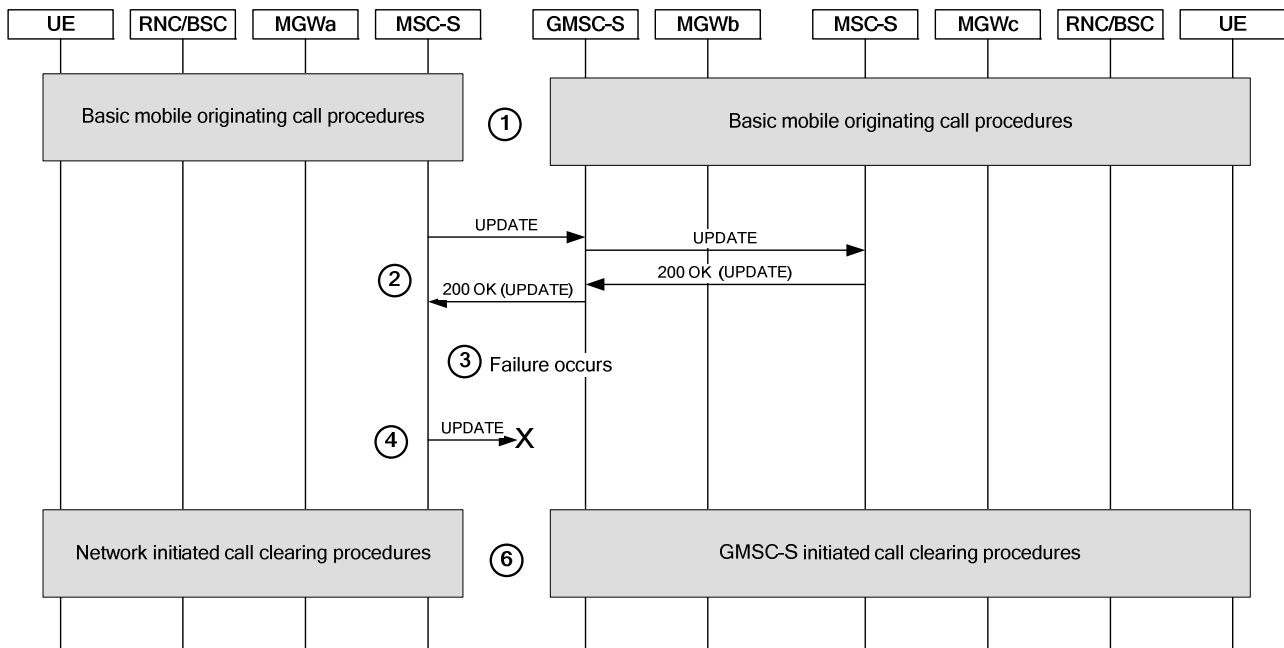 UE RNC/BSC MGWa MSC-S GMSC-S MGWb MSC-S MGWc RNC/BSC UE
Basic mobile originating call procedures
1
Basic mobile originating call procedures
UPDATE
UPDATE
2
200 OK (UPDATE)
200 OK (UPDATE)
3 Failure occurs
4
UPDATE X
Network initiated call clearing procedures
6
GMSC-S initiated call clearing procedures